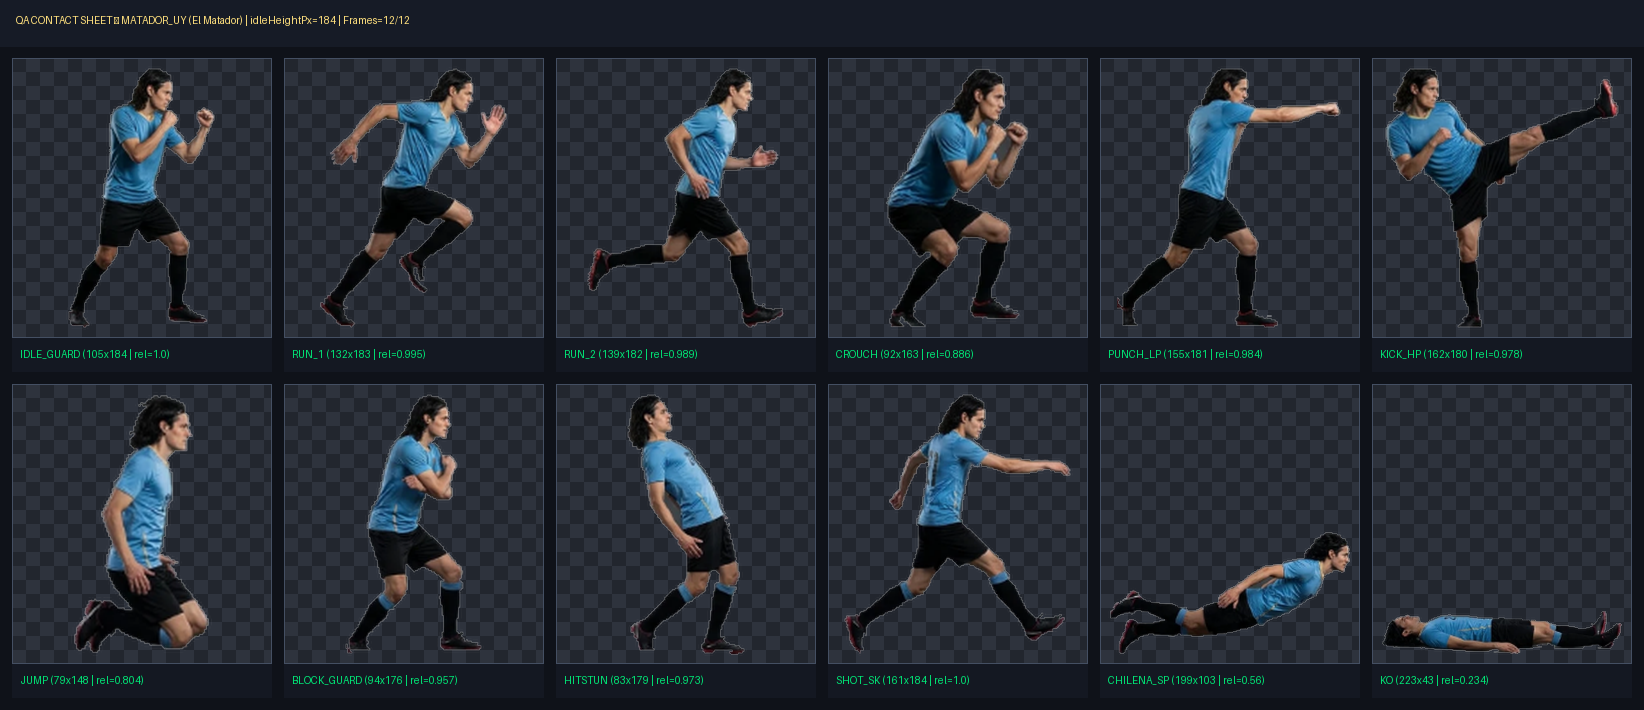 QA CONTACT SHEET▯ MATADOR_UY (El Matador) | idleHeightPx=184 | Frames=12/12
IDLE_GUARD (105x184 | rel=1.0)
RUN_1 (132x183 | rel=0.995)
RUN_2 (139x182 | rel=0.989)
CROUCH (92x163 | rel=0.886)
PUNCH_LP (155x181 | rel=0.984)
KICK_HP (162x180 | rel=0.978)
JUMP (79x148 | rel=0.804)
BLOCK_GUARD (94x176 | rel=0.957)
HITSTUN (83x179 | rel=0.973)
SHOT_SK (161x184 | rel=1.0)
CHILENA_SP (199x103 | rel=0.56)
KO (223x43 | rel=0.234)